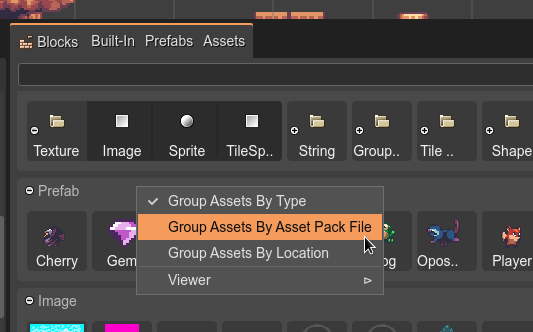 Blocks Built-In Prefabs Assets
Texture Image Sprite TileSp.. String Group.. Tile .. Shape
Prefab
Group Assets By Type
Group Assets By Asset Pack File
Group Assets By Location
Viewer
Cherry Gem og Opos.. Player
Image